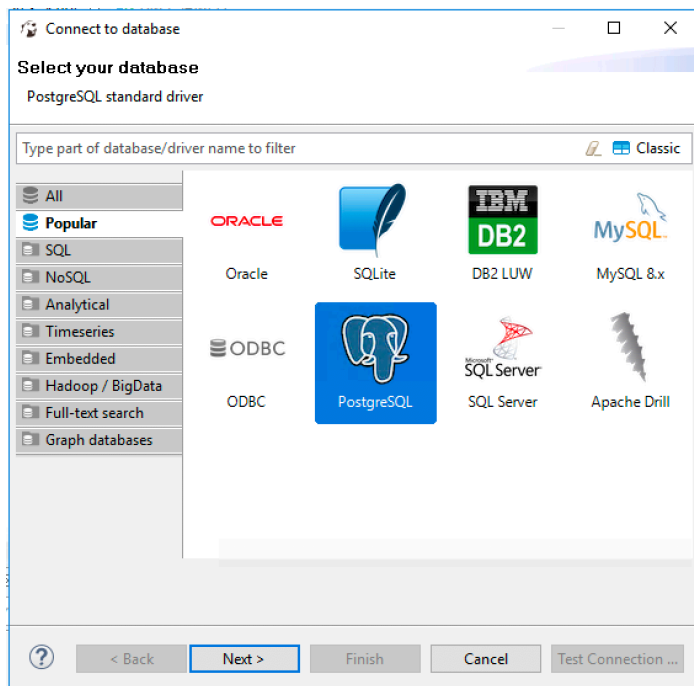 Connect to database
Select your database
PostgreSQL standard driver
Type part of database/driver name to filter
Classic
All
Popular
SQL
NoSQL
Analytical
Timeseries
Embedded
Hadoop / BigData
Full-text search
Graph databases
ORACLE
IBM
DB2
MySQL
Oracle
SQLite
DB2 LUW
MySQL 8.x
ODBC
Microsoft
SQL Server
ODBC
PostgreSQL
SQL Server
Apache Drill
?
< Back
Next >
Finish
Cancel
Test Connection ...